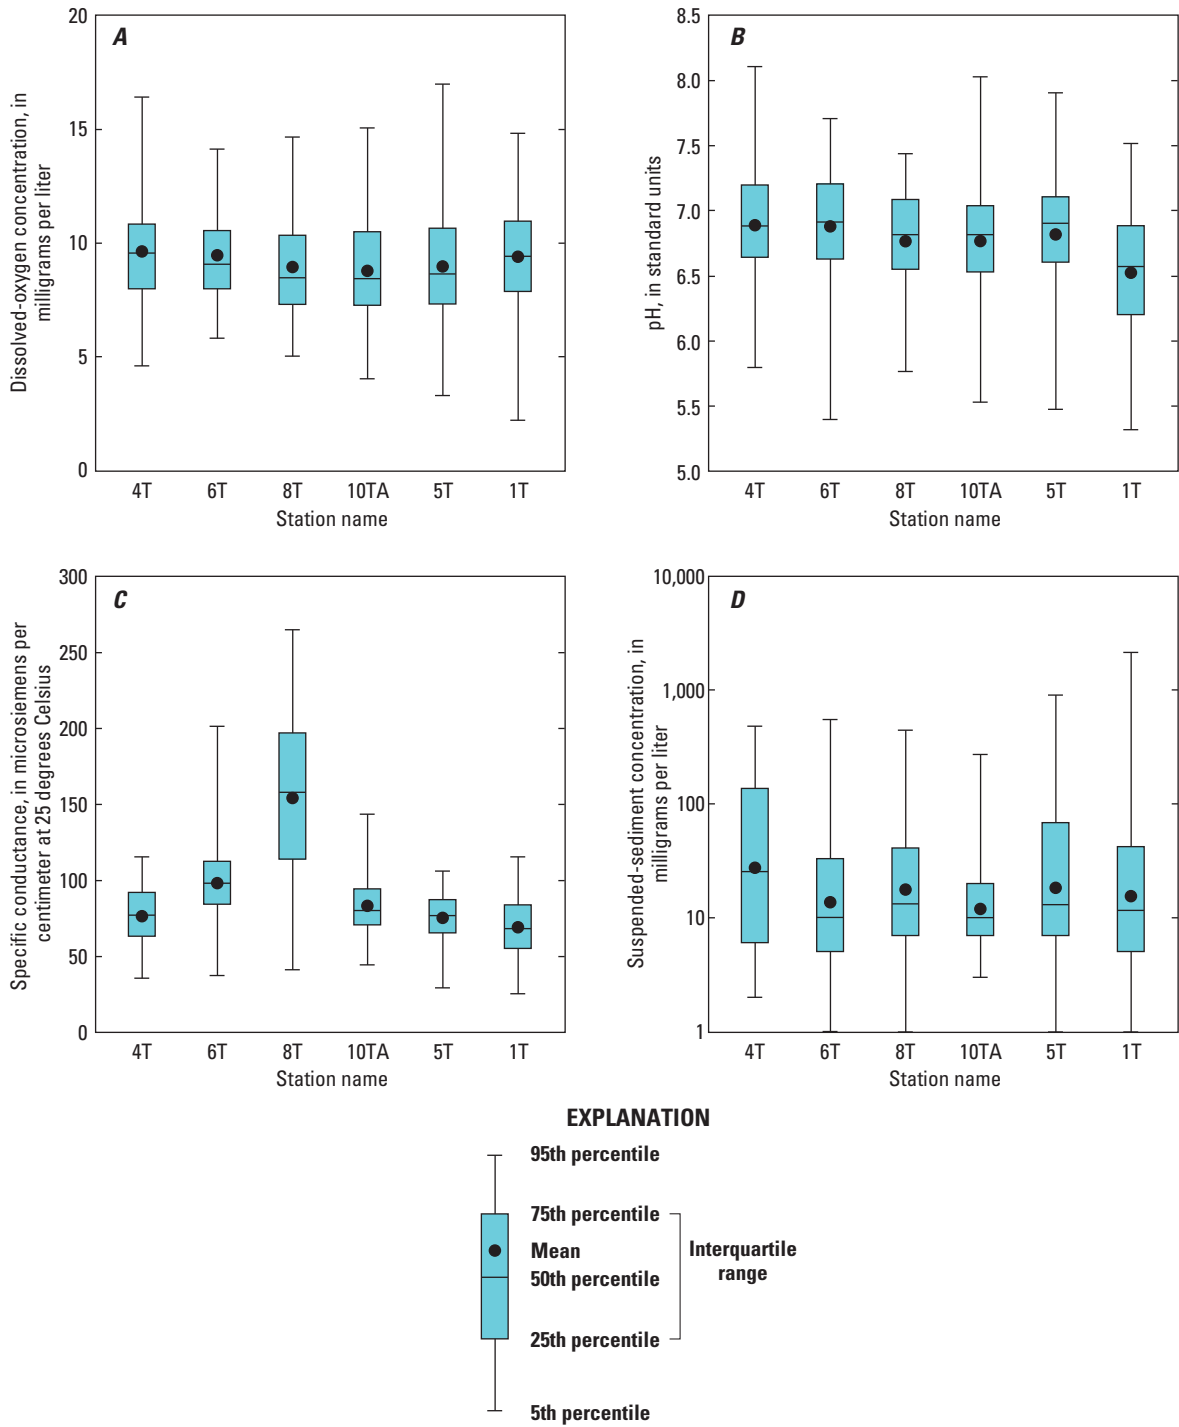 A
Dissolved-oxygen concentration, in
milligrams per liter
20
15
10
5
0
4T 6T 8T 10TA 5T 1T
Station name
B
pH, in standard units
8.5
8.0
7.5
7.0
6.5
6.0
5.5
5.0
4T 6T 8T 10TA 5T 1T
Station name
C
Specific conductance, in microsiemens per
centimeter at 25 degrees Celsius
300
250
200
150
100
50
0
4T 6T 8T 10TA 5T 1T
Station name
D
Suspended-sediment concentration, in
milligrams per liter
10,000
1,000
100
10
1
4T 6T 8T 10TA 5T 1T
Station name
EXPLANATION
95th percentile
75th percentile
Mean
50th percentile
Interquartile
range
25th percentile
5th percentile